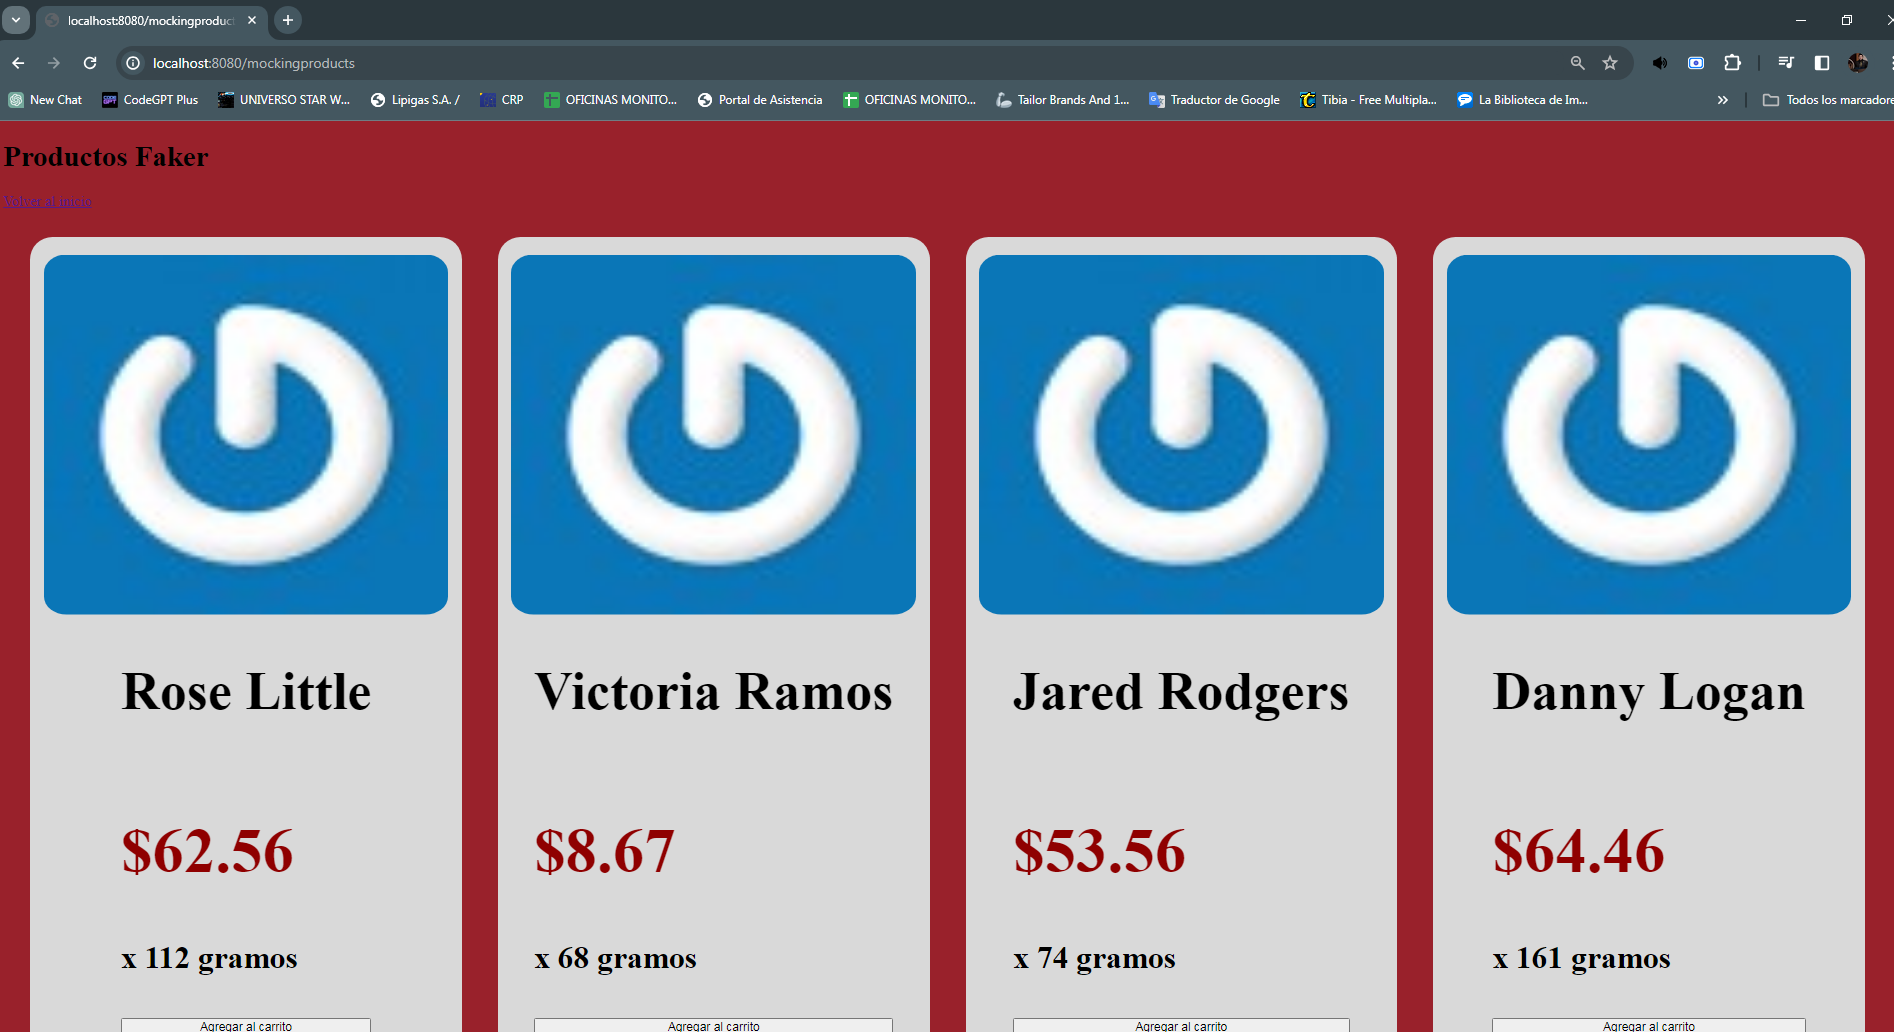 localhost:8080/mockingproduc
localhost:8080/mockingproducts
New Chat
CodeGPT Plus
UNIVERSO STAR W...
Lipigas S.A. /
CRP
OFICINAS MONITO...
Portal de Asistencia
OFICINAS MONITO...
Tailor Brands And 1...
Traductor de Google
Tibia - Free Multipla...
La Biblioteca de Im...
Todos los marcadore
Productos Faker
Volver al inicio
Rose Little
Victoria Ramos
Jared Rodgers
Danny Logan
$62.56
$8.67
$53.56
$64.46
x 112 gramos
x 68 gramos
x 74 gramos
x 161 gramos
Agregar al carrito
Agregar al carrito
Agregar al carrito
Agregar al carrito